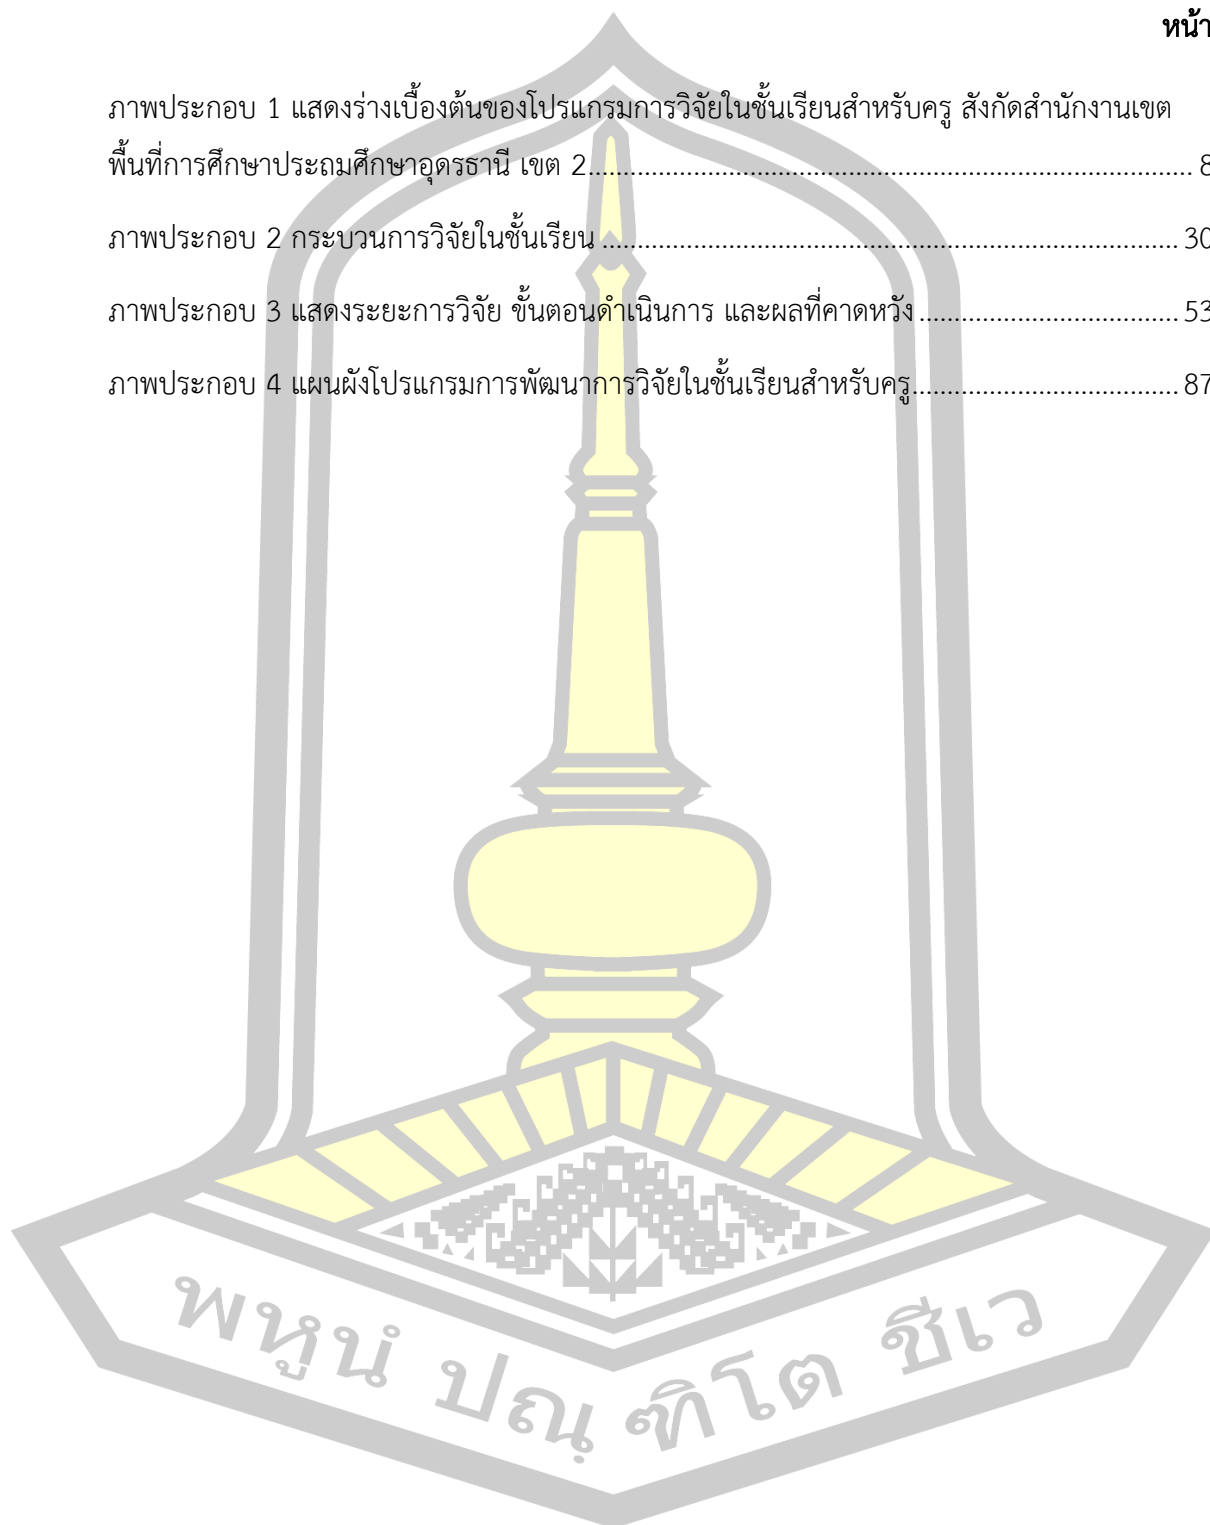 หน้า
ภาพประกอบ 1 แสดงร่างเบื้องต้นของโปรแกรมการวิจัยในชั้นเรียนสำหรับครู สังกัดสำนักงานเขต
พื้นที่การศึกษาประถมศึกษาอุดรธานี เขต 2.......................................................................................... 8
ภาพประกอบ 2 กระบวนการวิจัยในชั้นเรียน ...................................................................................... 30
ภาพประกอบ 3 แสดงระยะการวิจัย ขั้นตอนดำเนินการ และผลที่คาดหวัง ....................................... 53
ภาพประกอบ 4 แผนผังโปรแกรมการพัฒนาการวิจัยในชั้นเรียนสำหรับครู........................................ 87
พหูนํ ปณฺฑิโต ชีเว